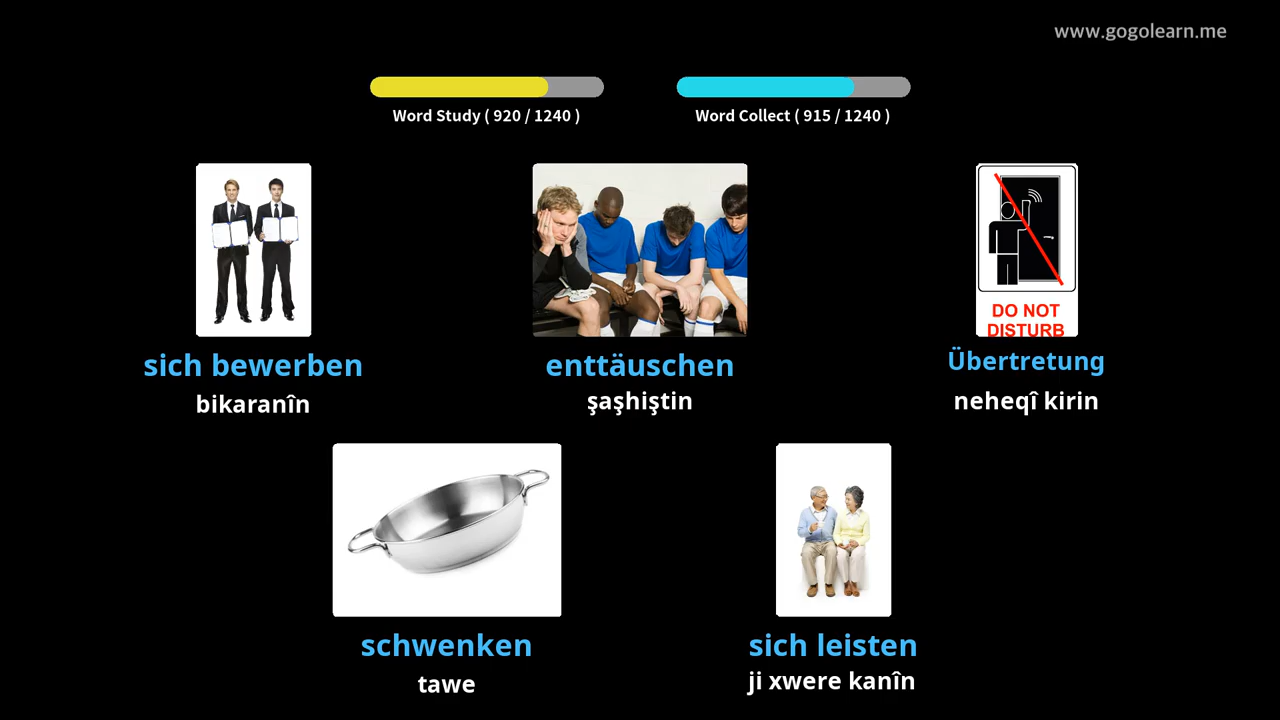 www.gogolearn.me
Word Study ( 920 / 1240 )
Word Collect ( 915 / 1240 )
DO NOT
DISTURB
sich bewerben
enttäuschen
Übertretung
bikaranîn
şaşhiştin
neheqî kirin
schwenken
sich leisten
tawe
ji xwere kanîn